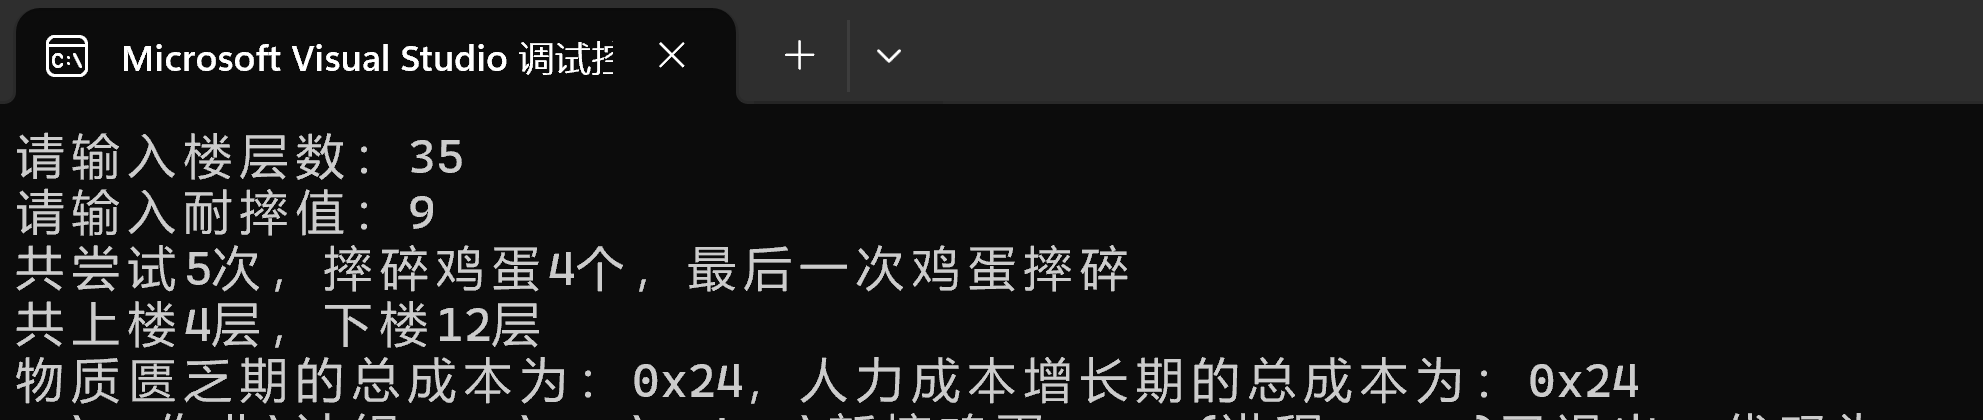 Microsoft Visual Studio 调试控
请输入楼层数：35
请输入耐摔值：9
共尝试5次，摔碎鸡蛋4个，最后一次鸡蛋摔碎
共上楼4层，下楼12层
物质匮乏期的总成本为：0x24，人力成本增长期的总成本为：0x24